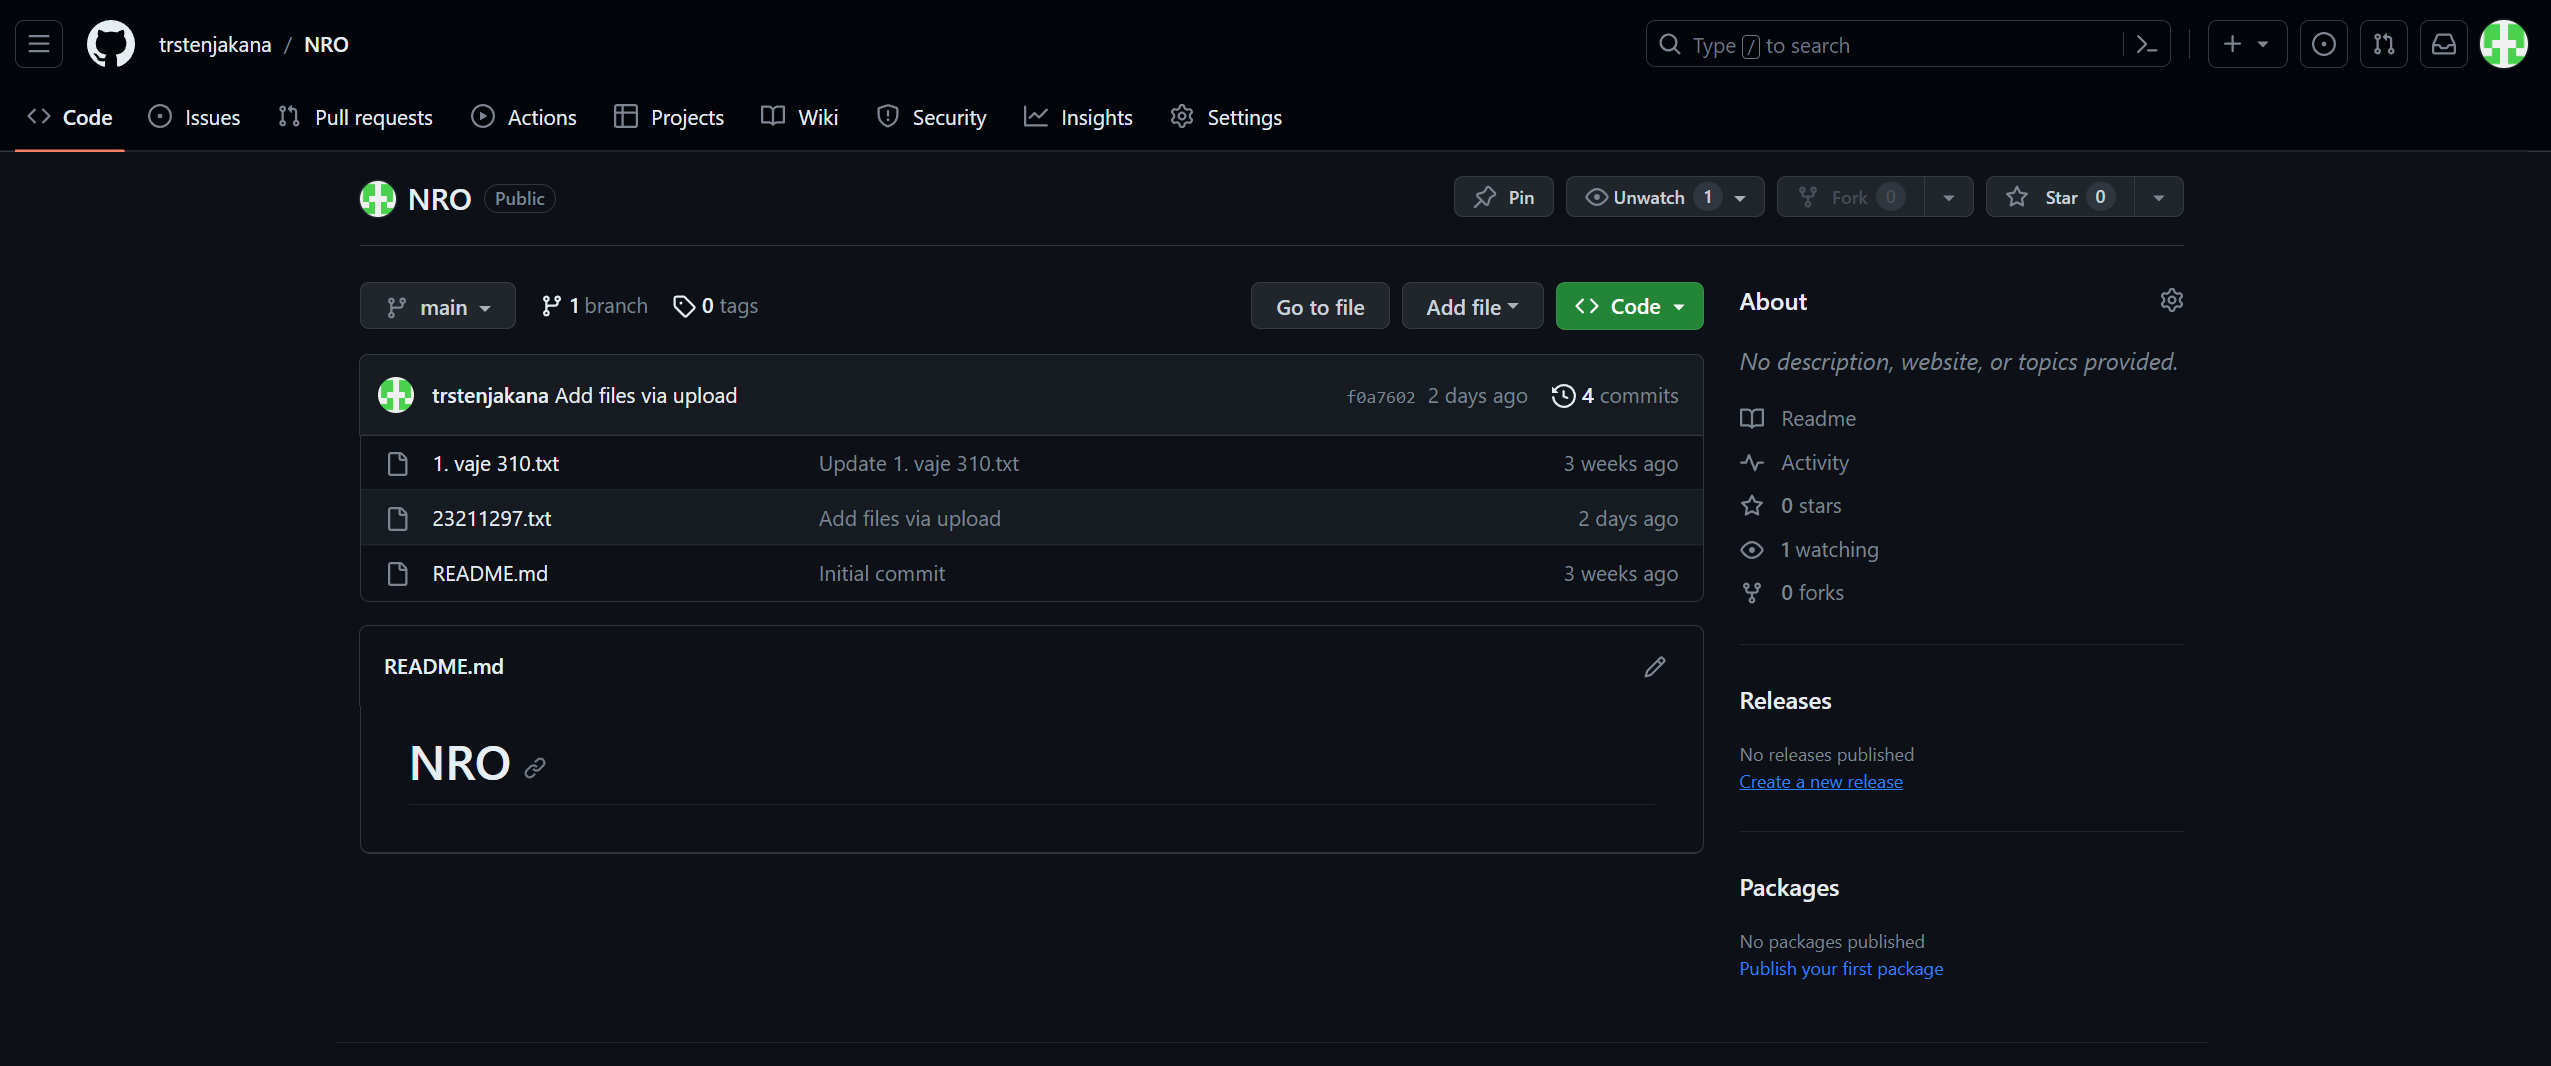 trstenjakana / NRO
Type / to search
Code Issues Pull requests Actions Projects Wiki Security Insights Settings
NRO Public
Pin Unwatch 1 Fork 0 Star 0
main 1 branch 0 tags Go to file Add file Code
trstenjakana Add files via upload f0a7602 2 days ago 4 commits
1. vaje 310.txt Update 1. vaje 310.txt 3 weeks ago
23211297.txt Add files via upload 2 days ago
README.md Initial commit 3 weeks ago
README.md
NRO
About
No description, website, or topics provided.
Readme
Activity
0 stars
1 watching
0 forks
Releases
No releases published
Create a new release
Packages
No packages published
Publish your first package